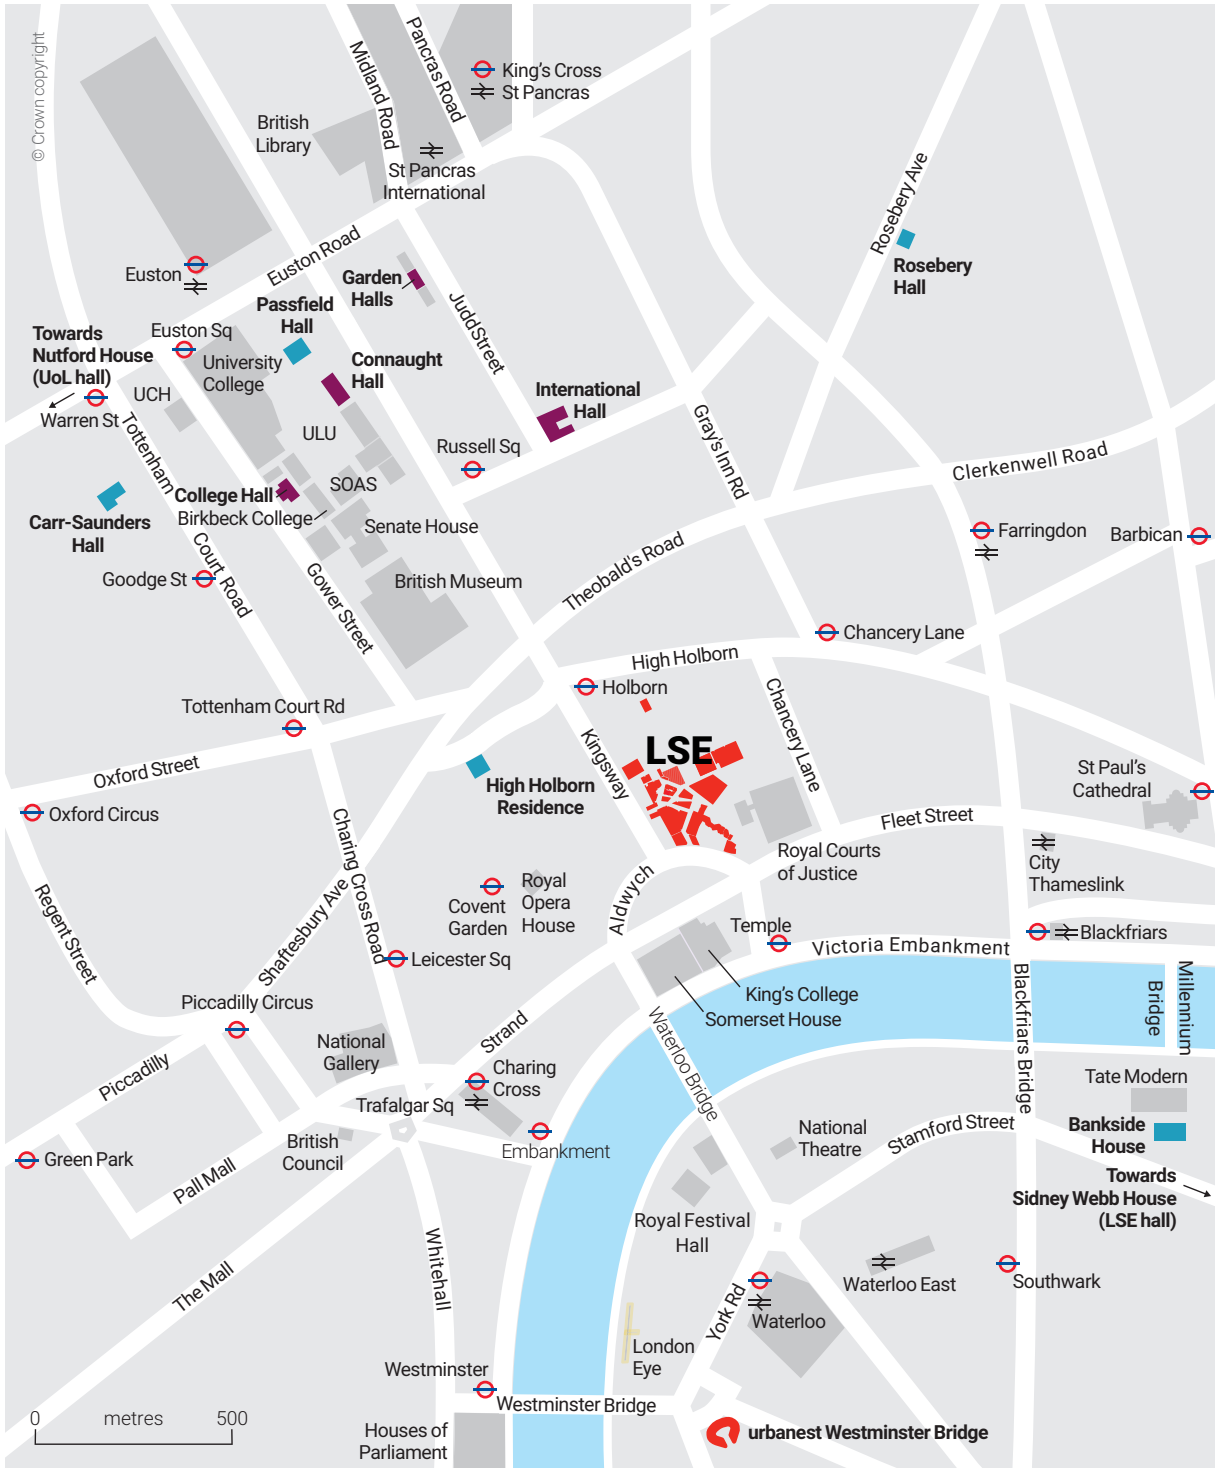 © Crown copyright
Midland Road
Pancras Road
King's Cross
St Pancras
British
Library
St Pancras
International
Rosebery Ave
Rosebery
Hall
Euston
Euston Road
Garden
Halls
Passfield
Hall
Judd Street
Towards
Nutford House
(UoL hall)
Euston Sq
University
College
Connaught
Hall
UCH
Warren St
International
Hall
ULU
Russell Sq
Gray's Inn Rd
Clerkenwell Road
Tottenham
Court Road
College Hall
SOAS
Birkbeck College
Senate House
Carr-Saunders
Hall
Farringdon
Barbican
Goodge St
Gower Street
British Museum
Theobald's Road
Chancery Lane
High Holborn
Holborn
Chancery Lane
Tottenham Court Rd
Kingsway
LSE
Oxford Street
High Holborn
Residence
St Paul's
Cathedral
Oxford Circus
Charing Cross Road
Fleet Street
Royal Courts
of Justice
City
Thameslink
Regent Street
Shaftesbury Ave
Royal
Opera
House
Covent
Garden
Aldwych
Temple
Blackfriars
Victoria Embankment
Leicester Sq
King's College
Somerset House
Blackfriars Bridge
Millennium
Bridge
Piccadilly Circus
National
Gallery
Strand
Waterloo Bridge
Piccadilly
Charing
Cross
Trafalgar Sq
Tate Modern
Bankside
House
Stamford Street
National
Theatre
British
Council
Embankment
Green Park
Pall Mall
Towards
Sidney Webb House
(LSE hall)
Royal Festival
Hall
The Mall
Whitehall
Waterloo East
Southwark
York Rd
Waterloo
London
Eye
Westminster
Westminster Bridge
0 metres 500
Houses of
Parliament
urbanest Westminster Bridge